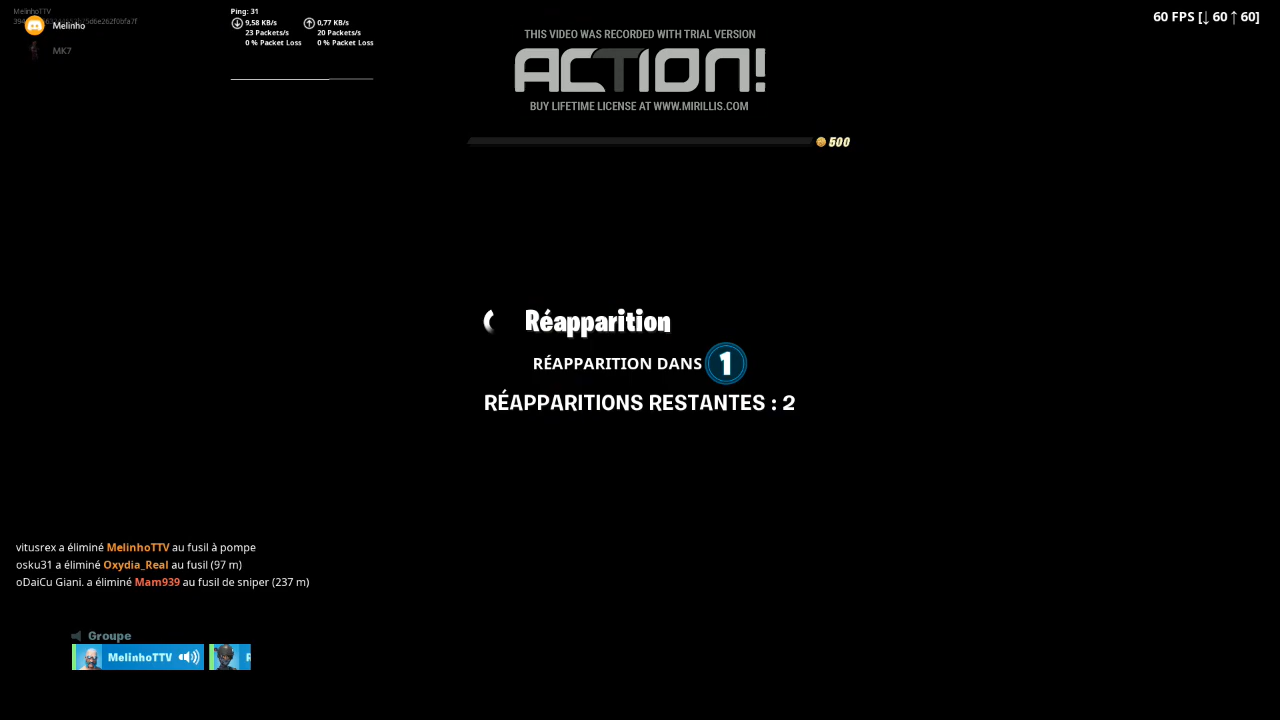 MelinhoTTV
Melinho
MK7
Ping: 31
9,58 KB/s 0,77 KB/s
23 Packets/s 20 Packets/s
0 % Packet Loss 0 % Packet Loss
60 FPS [↓ 60 ↑ 60]
THIS VIDEO WAS RECORDED WITH TRIAL VERSION
ACTION!
BUY LIFETIME LICENSE AT WWW.MIRILLIS.COM
500
Réapparition
RÉAPPARITION DANS 1
RÉAPPARITIONS RESTANTES : 2
vitusrex a éliminé MelinhoTTV au fusil à pompe
osku31 a éliminé Oxydia_Real au fusil (97 m)
oDaiCu Giani. a éliminé Mam939 au fusil de sniper (237 m)
Groupe
MelinhoTTV